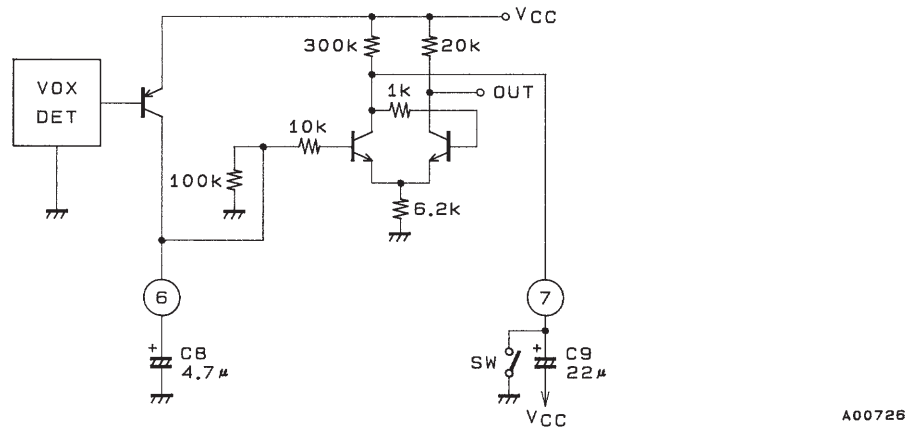 VCC
300k
20k
VOX
DET
1k
OUT
10k
100k
6.2k
6
7
+
C8
4.7μ
SW
+
C9
22μ
VCC
A00726